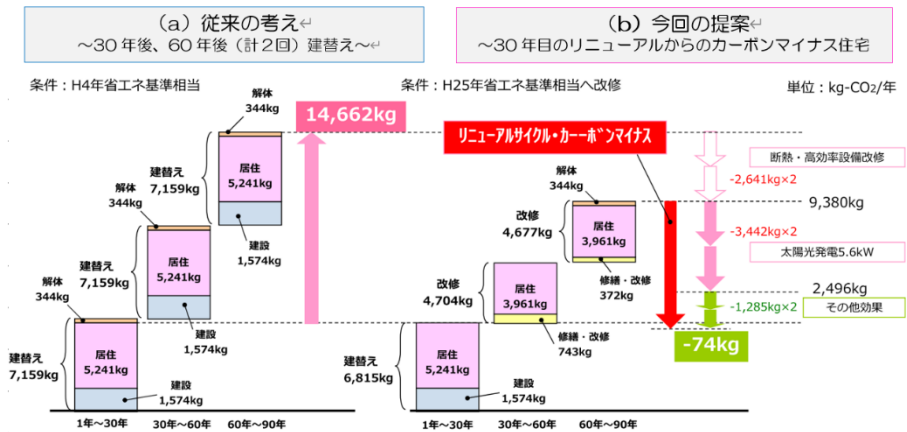 （a）従来の考え↵
～30 年後、60 年後（計２回）建替え～↵
（b）今回の提案↵
～30 年目のリニューアルからのカーボンマイナス住宅
条件：H4年省エネ基準相当
条件：H25年省エネ基準相当へ改修
単位：kg-CO2/年
解体
344kg
建替え
7,159kg
居住
5,241kg
建設
1,574kg
解体
344kg
建替え
7,159kg
居住
5,241kg
建設
1,574kg
解体
344kg
建替え
7,159kg
居住
5,241kg
建設
1,574kg
1年～30年
30年～60年
60年～90年
14,662kg
リニューアルサイクル・カーボンマイナス
解体
344kg
改修
4,677kg
居住
3,961kg
修繕・改修
372kg
改修
4,704kg
居住
3,961kg
修繕・改修
743kg
建替え
6,815kg
居住
5,241kg
建設
1,574kg
1年～30年
30年～60年
60年～90年
断熱・高効率設備改修
-2,641kg×2
9,380kg
-3,442kg×2
太陽光発電5.6kW
2,496kg
-1,285kg×2
その他効果
-74kg